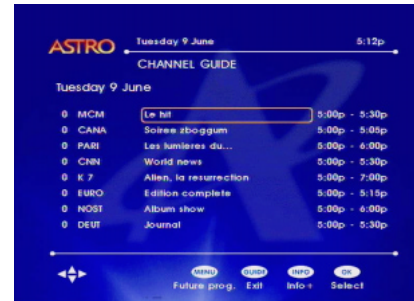 ASTRO Tuesday 9 June 5:12p
CHANNEL GUIDE
Tuesday 9 June
0 MCM Le hit 5:00p - 5:30p
0 CANA Soiree zboggum 5:00p - 5:05p
0 PARI Les lumieres du... 5:00p - 6:00p
0 CNN World news 5:00p - 5:30p
0 K 7 Alien, la resurrection 5:00p - 7:00p
0 EURO Edition complete 5:00p - 5:15p
0 NOST Album show 5:00p - 6:00p
0 DEUT Journal 5:00p - 5:30p
MENU GUIDE INFO OK
Future prog. Exit Info+ Select